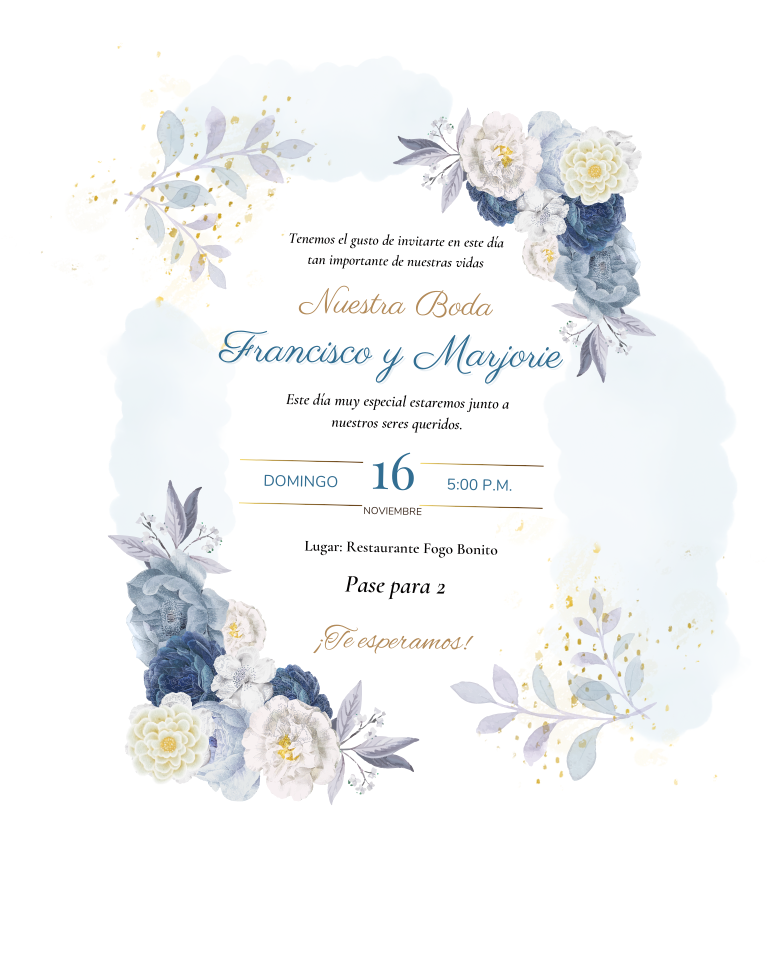 Tenemos el gusto de invitarte en este día
tan importante de nuestras vidas
Nuestra Boda
Francisco y Marjorie
Este día muy especial estaremos junto a
nuestros seres queridos.
DOMINGO 16 5:00 P.M.
NOVIEMBRE
Lugar: Restaurante Fogo Bonito
Pase para 2
¡Te esperamos!